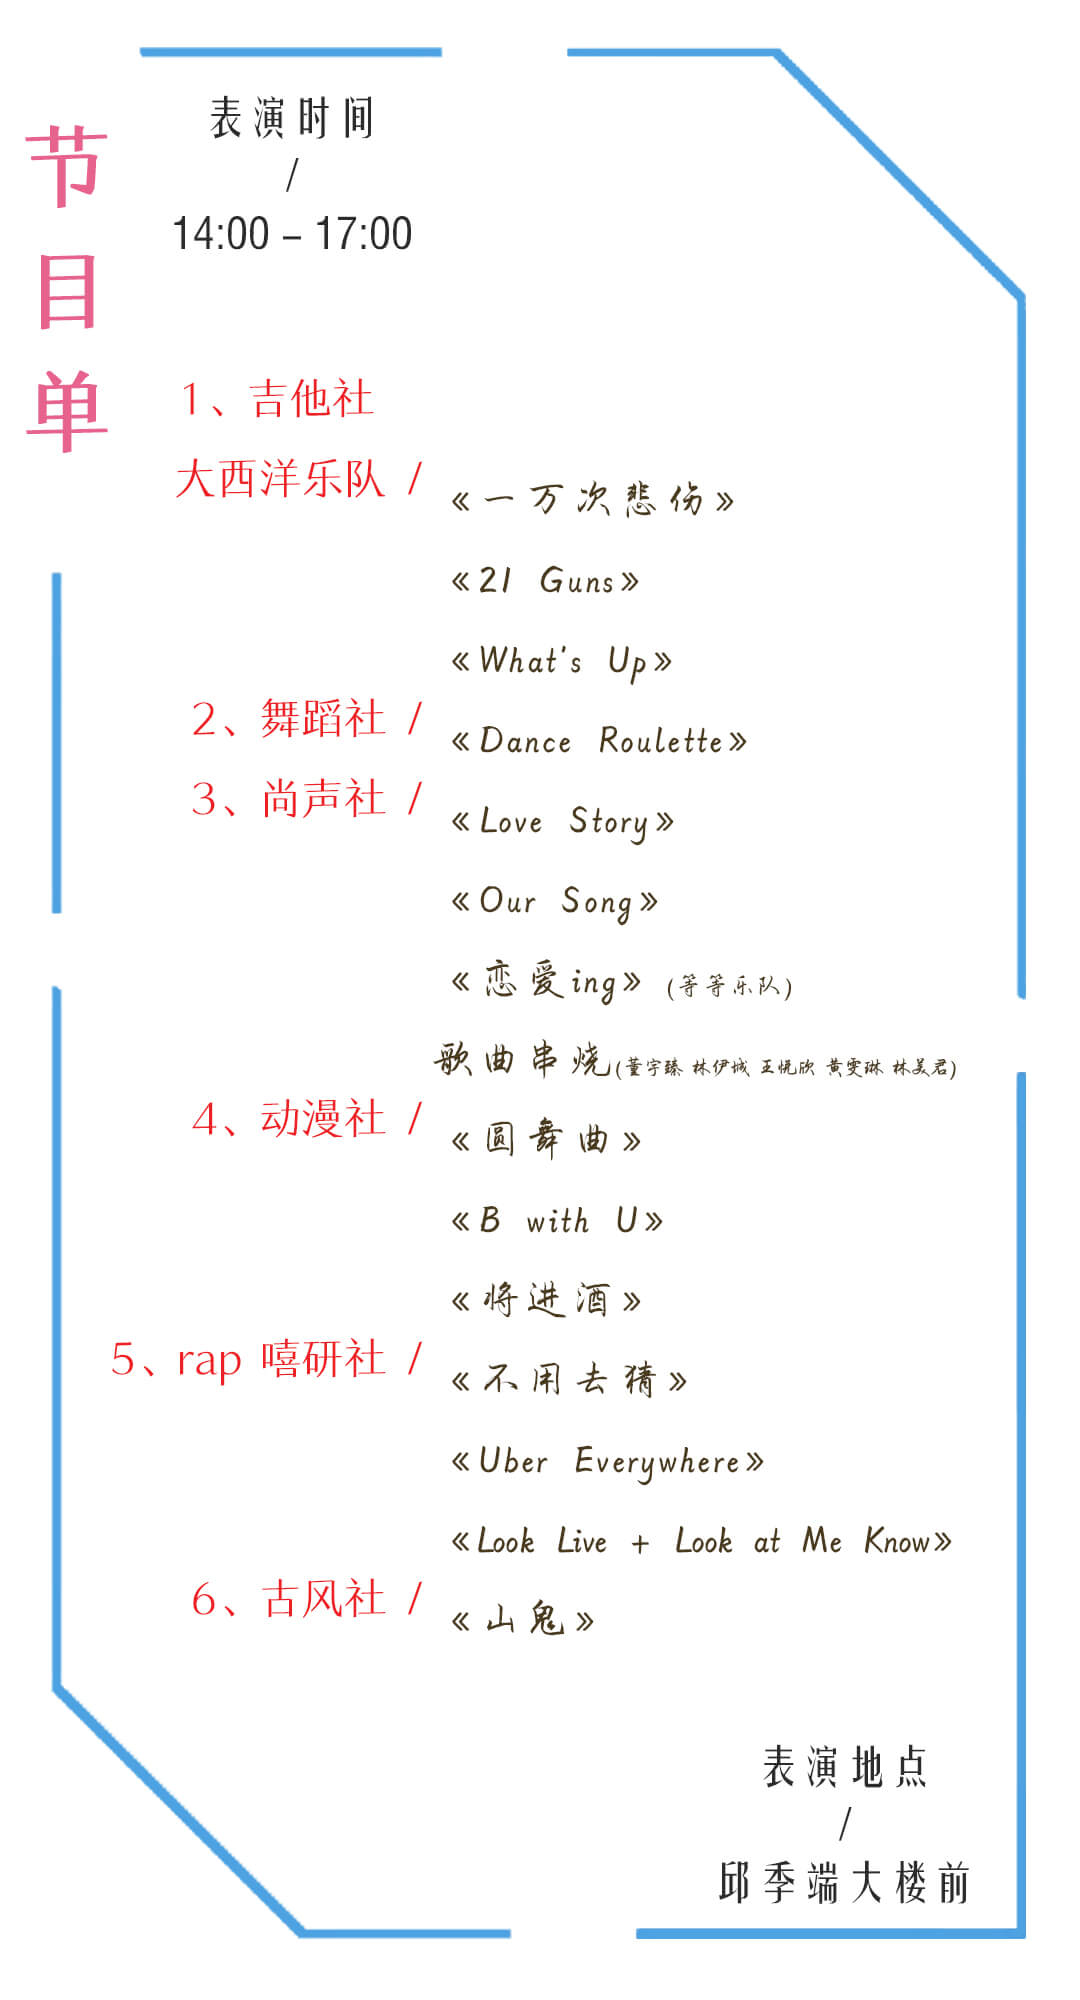 节目单
表演时间
/
14:00 – 17:00
1、吉他社
大西洋乐队 /
《一万次悲伤》
《21 Guns》
《What's Up》
2、舞蹈社 /
《Dance Roulette》
3、尚声社 /
《Love Story》
《Our Song》
《恋爱ing》 (等等乐队)
歌曲串烧(董宇臻 林伊城 王悦欣 黄雯琳 林美君)
4、动漫社 /
《圆舞曲》
《B with U》
《将进酒》
5、rap 嘻研社 /
《不用去猜》
《Uber Everywhere》
《Look Live + Look at Me Know》
6、古风社 /
《山鬼》
表演地点
/
邱季端大楼前